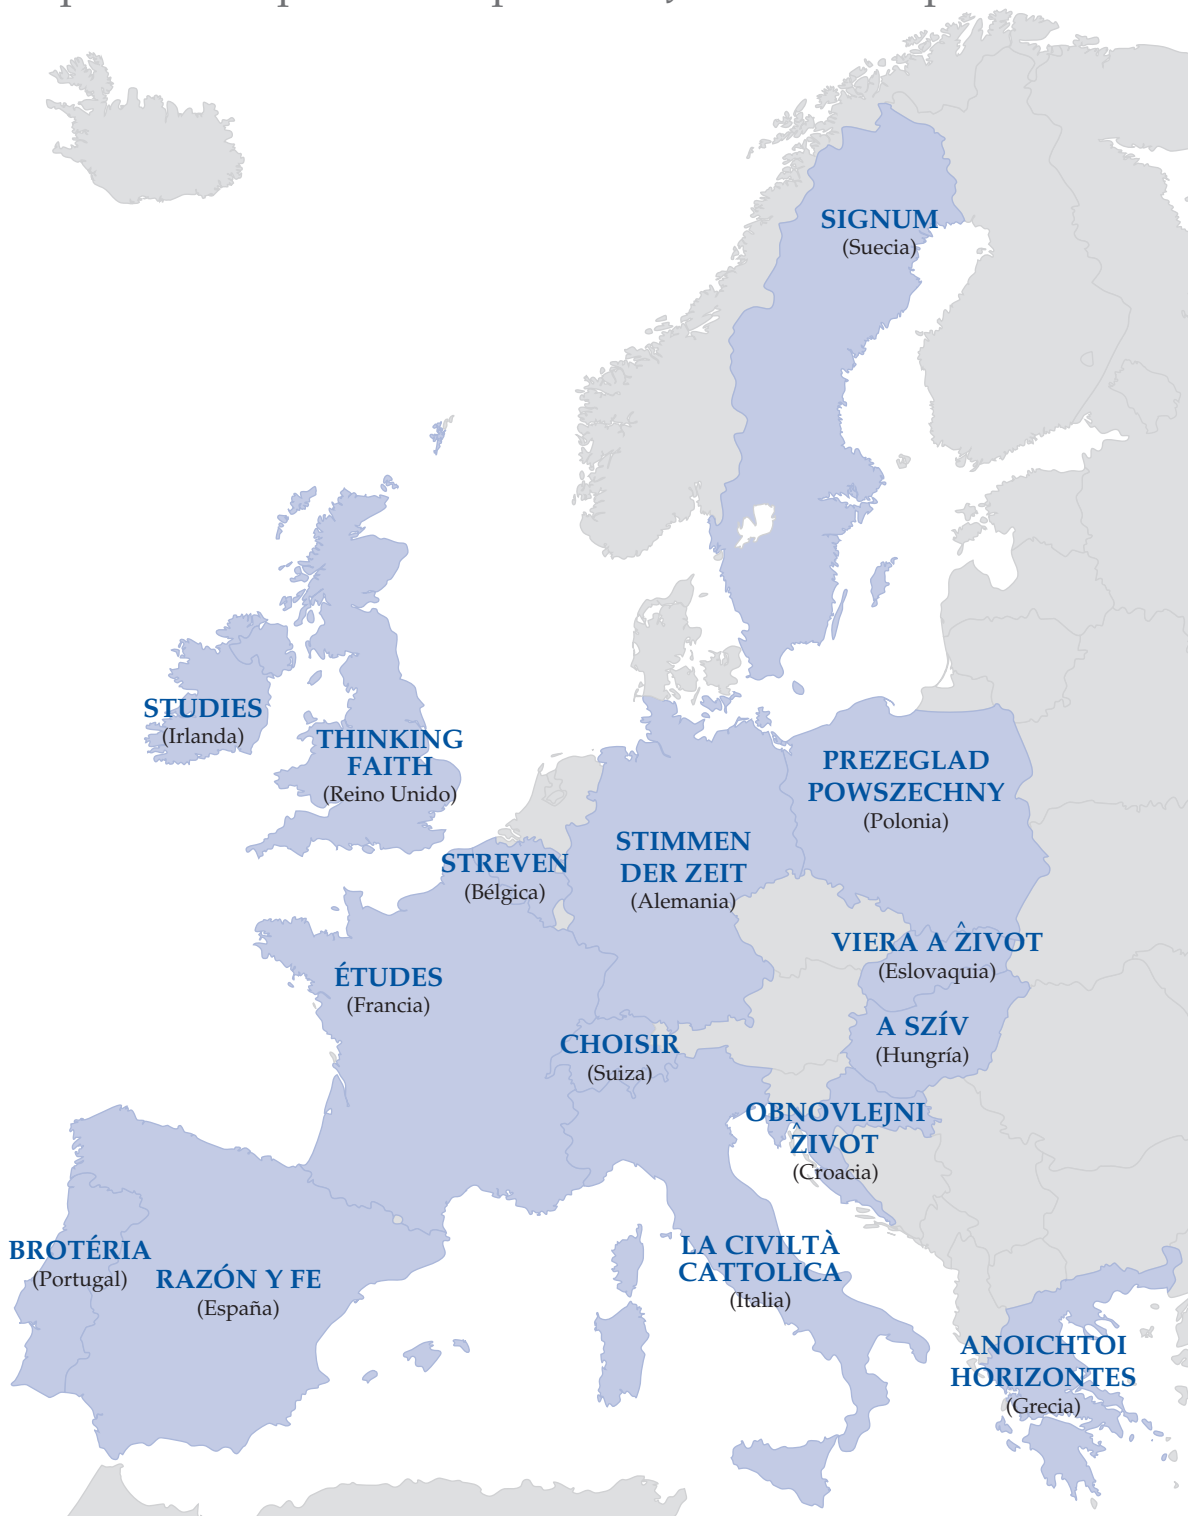 SIGNUM
(Suecia)
STUDIES
(Irlanda)
THINKING
FAITH
(Reino Unido)
PREZEGLAD
POWSZECHNY
(Polonia)
STREVEN
(Bélgica)
STIMMEN
DER ZEIT
(Alemania)
VIERA A ẐIVOT
(Eslovaquia)
ÉTUDES
(Francia)
A SZÍV
(Hungría)
CHOISIR
(Suiza)
OBNOVLEJNI
ẐIVOT
(Croacia)
BROTÉRIA
(Portugal)
RAZÓN Y FE
(España)
LA CIVILTÀ
CATTOLICA
(Italia)
ANOICHTOI
HORIZONTES
(Grecia)